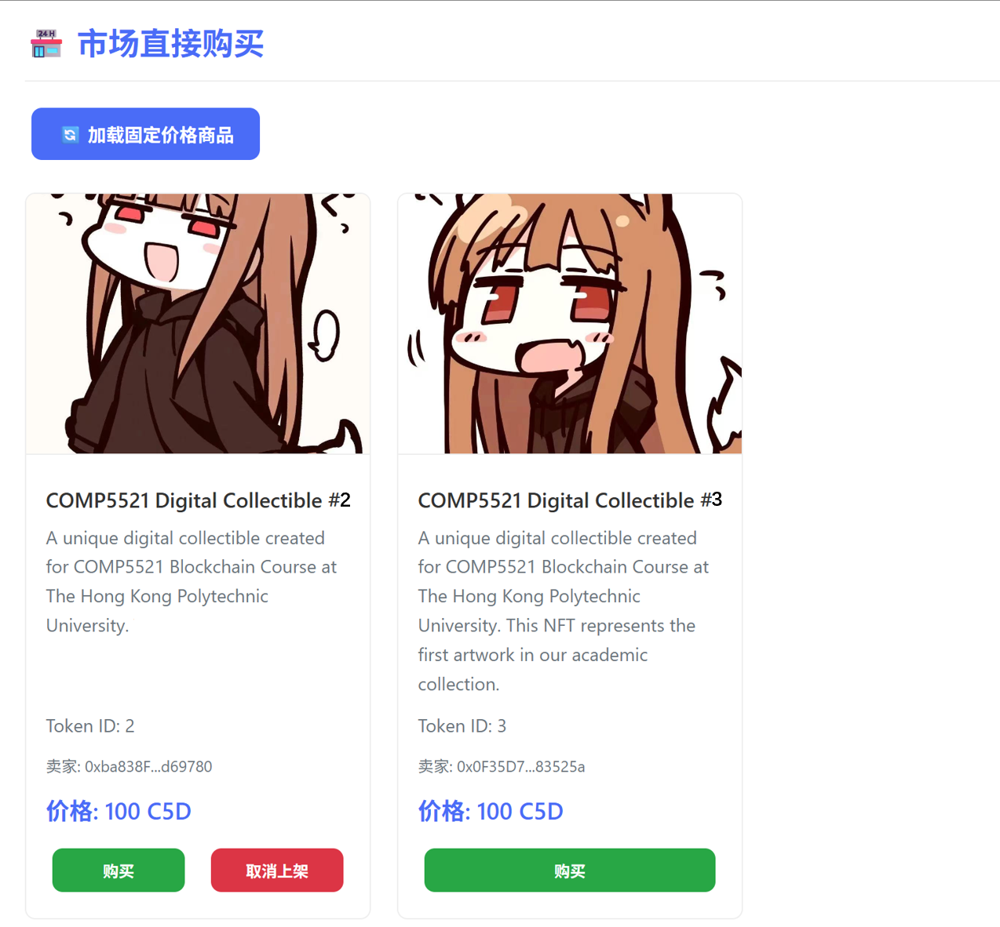 24 H
市场直接购买
加载固定价格商品
COMP5521 Digital Collectible #2
A unique digital collectible created
for COMP5521 Blockchain Course at
The Hong Kong Polytechnic
University.
Token ID: 2
卖家: 0xba838F...d69780
价格: 100 C5D
购买
取消上架
COMP5521 Digital Collectible #3
A unique digital collectible created
for COMP5521 Blockchain Course at
The Hong Kong Polytechnic
University. This NFT represents the
first artwork in our academic
collection.
Token ID: 3
卖家: 0x0F35D7...83525a
价格: 100 C5D
购买